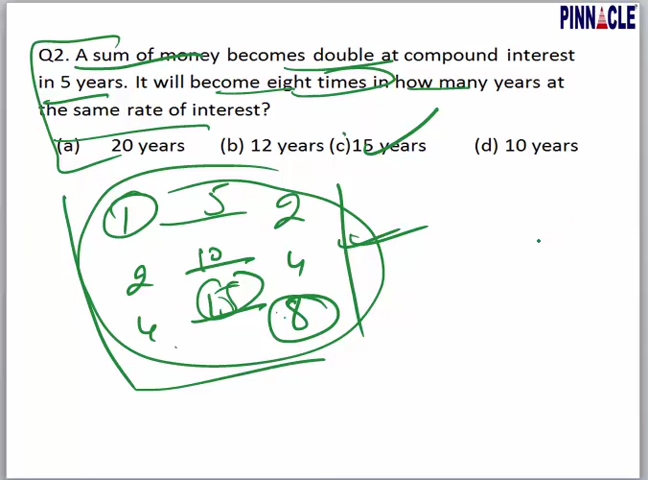 PINNACLE
Q2. A sum of money becomes double at compound interest
in 5 years. It will become eight times in how many years at
the same rate of interest?
(a) 20 years (b) 12 years (c) 15 years (d) 10 years
1 5 2
2 10 4
4 15 8